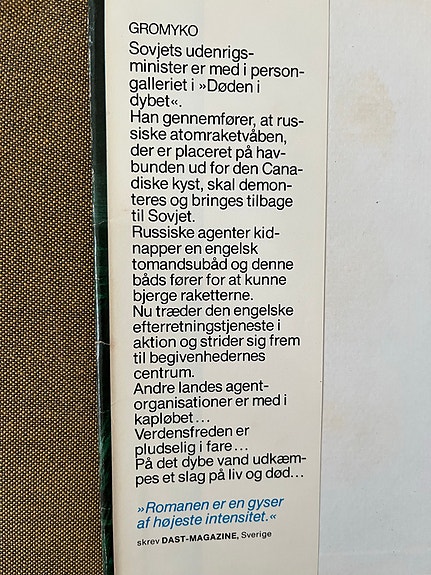 GROMYKO
Sovjets udenrigs-
minister er med i person-
galleriet i »Døden i
dybet«.
Han gennemfører, at rus-
siske atomraketvåben,
der er placeret på hav-
bunden ud for den Cana-
diske kyst, skal demon-
teres og bringes tilbage
til Sovjet.
Russiske agenter kid-
napper en engelsk
tomandsubåd og denne
båds fører for at kunne
bjerge raketterne.
Nu træder den engelske
efterretningstjeneste i
aktion og strider sig frem
til begivenhedernes
centrum.
Andre landes agent-
organisationer er med i
kapløbet...
Verdensfreden er
pludselig i fare...
På det dybe vand udkæm-
pes et slag på liv og død...
»Romanen er en gyser
af højeste intensitet.«
skrev DAST-MAGAZINE, Sverige